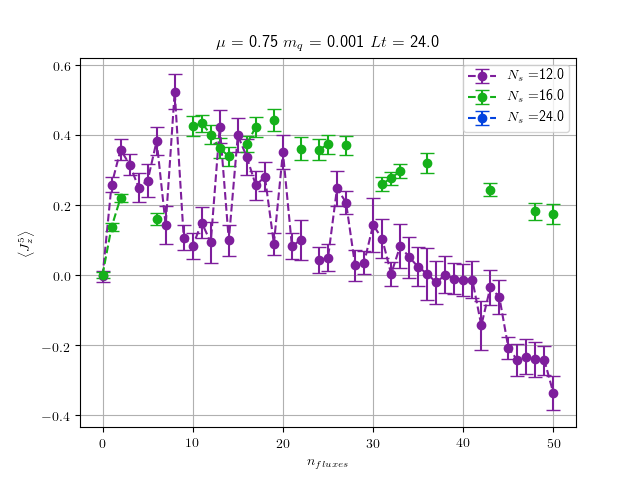 μ = 0.75 m_q = 0.001 Lt = 24.0
N_s =12.0
N_s =16.0
N_s =24.0
⟨J_z^5⟩
0.6
0.4
0.2
0.0
−0.2
−0.4
0 10 20 30 40 50
n_fluxes